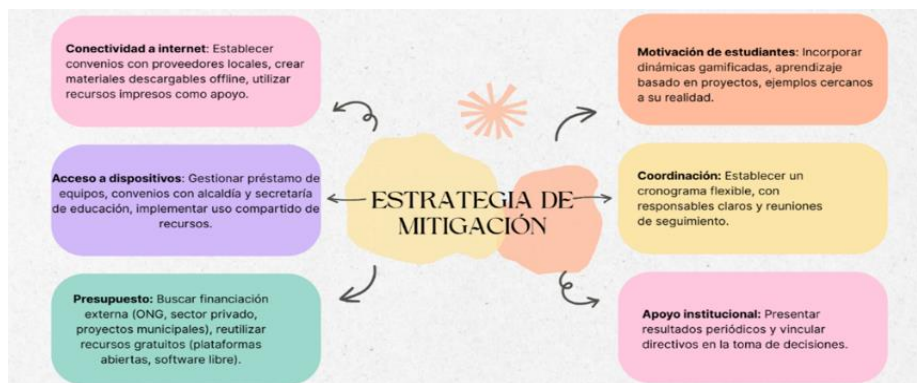 Conectividad a internet: Establecer
convenios con proveedores locales, crear
materiales descargables offline, utilizar
recursos impresos como apoyo.
Acceso a dispositivos: Gestionar préstamo de
equipos, convenios con alcaldía y secretaría
de educación, implementar uso compartido de
recursos.
Presupuesto: Buscar financiación
externa (ONG, sector privado,
proyectos municipales), reutilizar
recursos gratuitos (plataformas
abiertas, software libre).
ESTRATEGIA DE
MITIGACIÓN
Motivación de estudiantes: Incorporar
dinámicas gamificadas, aprendizaje
basado en proyectos, ejemplos cercanos
a su realidad.
Coordinación: Establecer un
cronograma flexible, con
responsables claros y reuniones
de seguimiento.
Apoyo institucional: Presentar
resultados periódicos y vincular
directivos en la toma de decisiones.